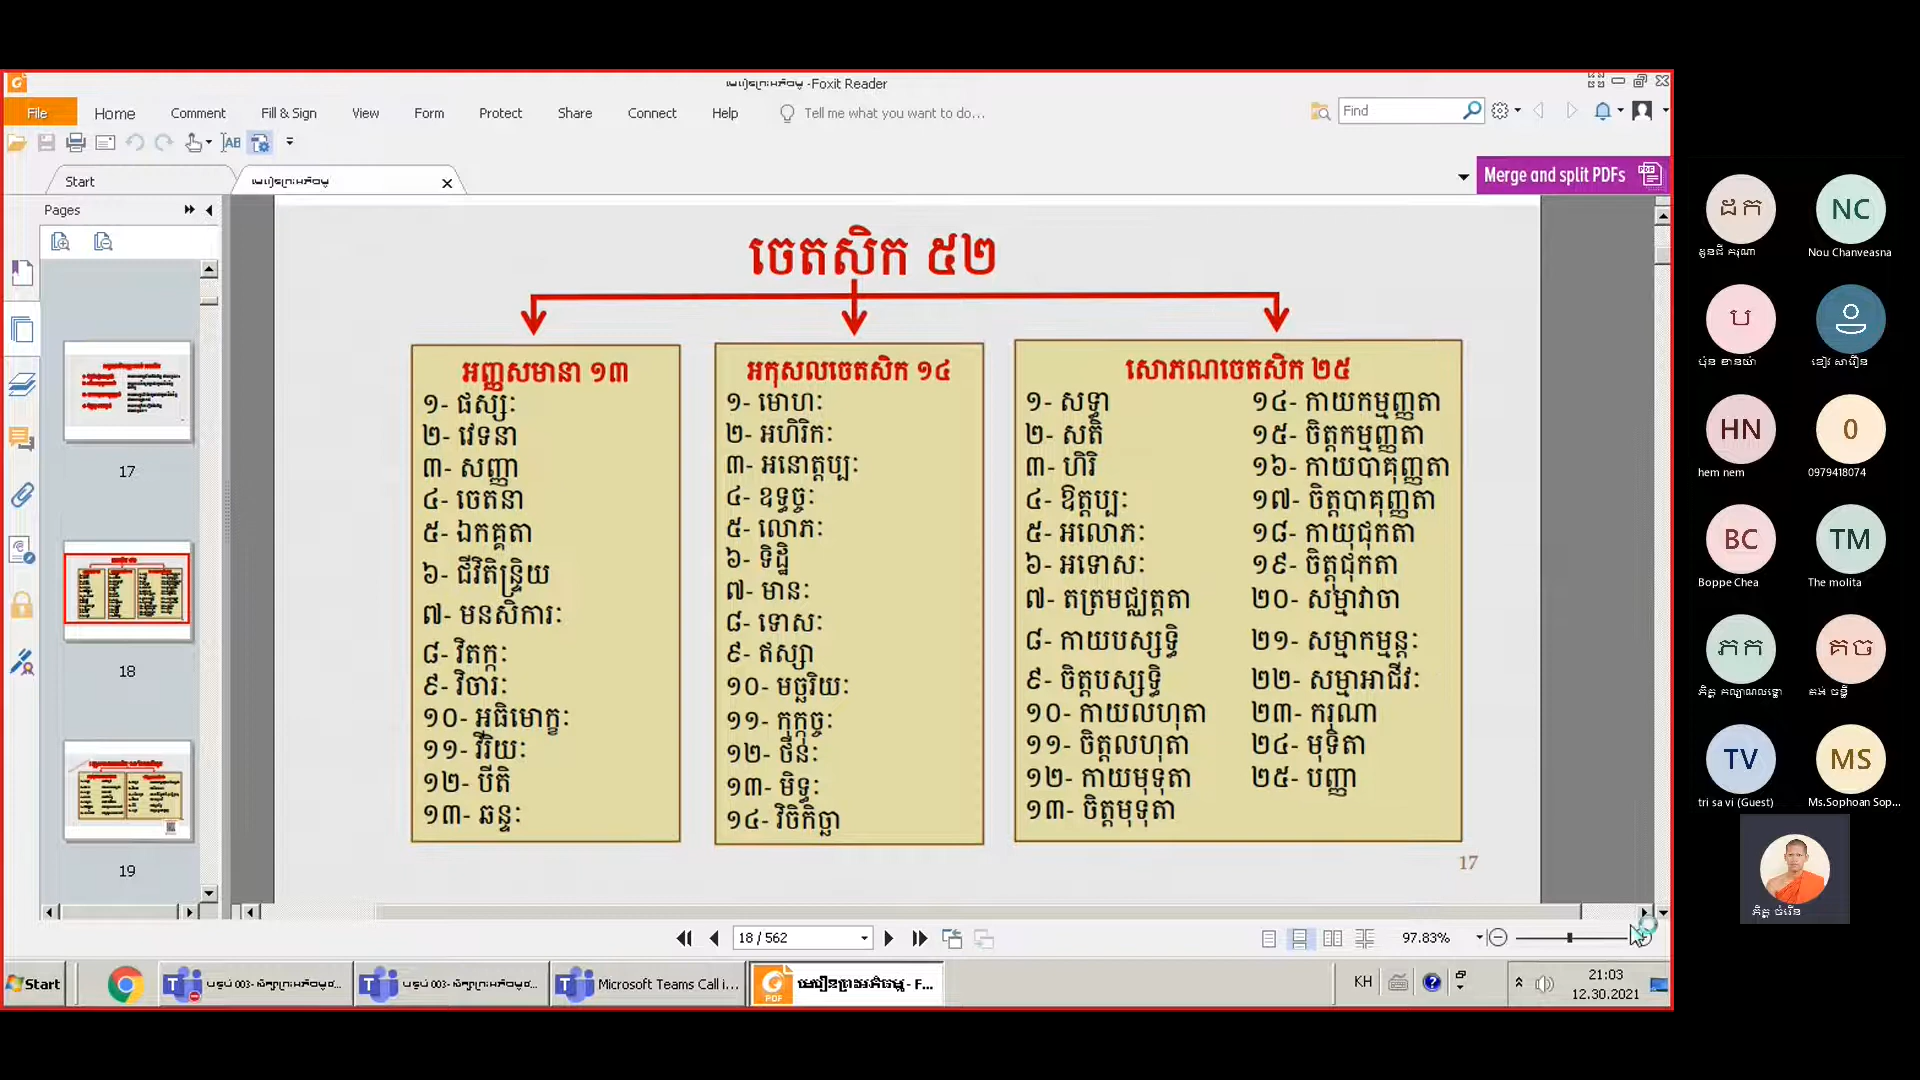 -Foxit Reader
File
Home
Comment
Fill & Sign
View
Form
Protect
Share
Connect
Help
Tell me what you want to do...
Find
Start
Merge and split PDFs
Pages
17
18
19
ចេតសិក ៥២
អញ្ញសមានា ១៣
១- ផស្សៈ
២- វេទនា
៣- សញ្ញា
៤- ចេតនា
៥- ឯកគ្គតា
៦- ជីវិតិន្ទ្រិយ
៧- មនសិការៈ
៨- វិតក្កៈ
៩- វិចារៈ
១០- អធិមោក្ខៈ
១១- វីរិយៈ
១២- បីតិ
១៣- ឆន្ទៈ
អកុសលចេតសិក ១៤
១- មោហៈ
២- អហិរិកៈ
៣- អនោត្តប្បៈ
៤- ឧទ្ធច្ចៈ
៥- លោភៈ
៦- ទិដ្ឋិ
៧- មានៈ
៨- ទោសៈ
៩- ឥស្សា
១០- មច្ឆរិយៈ
១១- កុក្កុច្ចៈ
១២- ថីនៈ
១៣- មិទ្ធៈ
១៤- វិចិកិច្ឆា
សោភណចេតសិក ២៥
១- សទ្ធា
២- សតិ
៣- ហិរិ
៤- ឱត្តប្បៈ
៥- អលោភៈ
៦- អទោសៈ
៧- តត្រមជ្ឈត្តតា
៨- កាយបស្សទ្ធិ
៩- ចិត្តបស្សទ្ធិ
១០- កាយលហុតា
១១- ចិត្តលហុតា
១២- កាយមុទុតា
១៣- ចិត្តមុទុតា
១៤- កាយកម្មញ្ញតា
១៥- ចិត្តកម្មញ្ញតា
១៦- កាយបាគុញ្ញតា
១៧- ចិត្តបាគុញ្ញតា
១៨- កាយុជុកតា
១៩- ចិត្តុជុកតា
២០- សម្មាវាចា
២១- សម្មាកម្មន្តៈ
២២- សម្មាអាជីវៈ
២៣- ករុណា
២៤- មុទិតា
២៥- បញ្ញា
17
18 / 562
97.83%
Start
Microsoft Teams Call i...
KH
21:03
12.30.2021
ដក
NC
Nou Chanveasna
ប
HN
hem nem
0
0979418074
BC
Boppe Chea
TM
The molita
ភក
គច
TV
tri sa vi (Guest)
MS
Ms.Sophoan Sop...